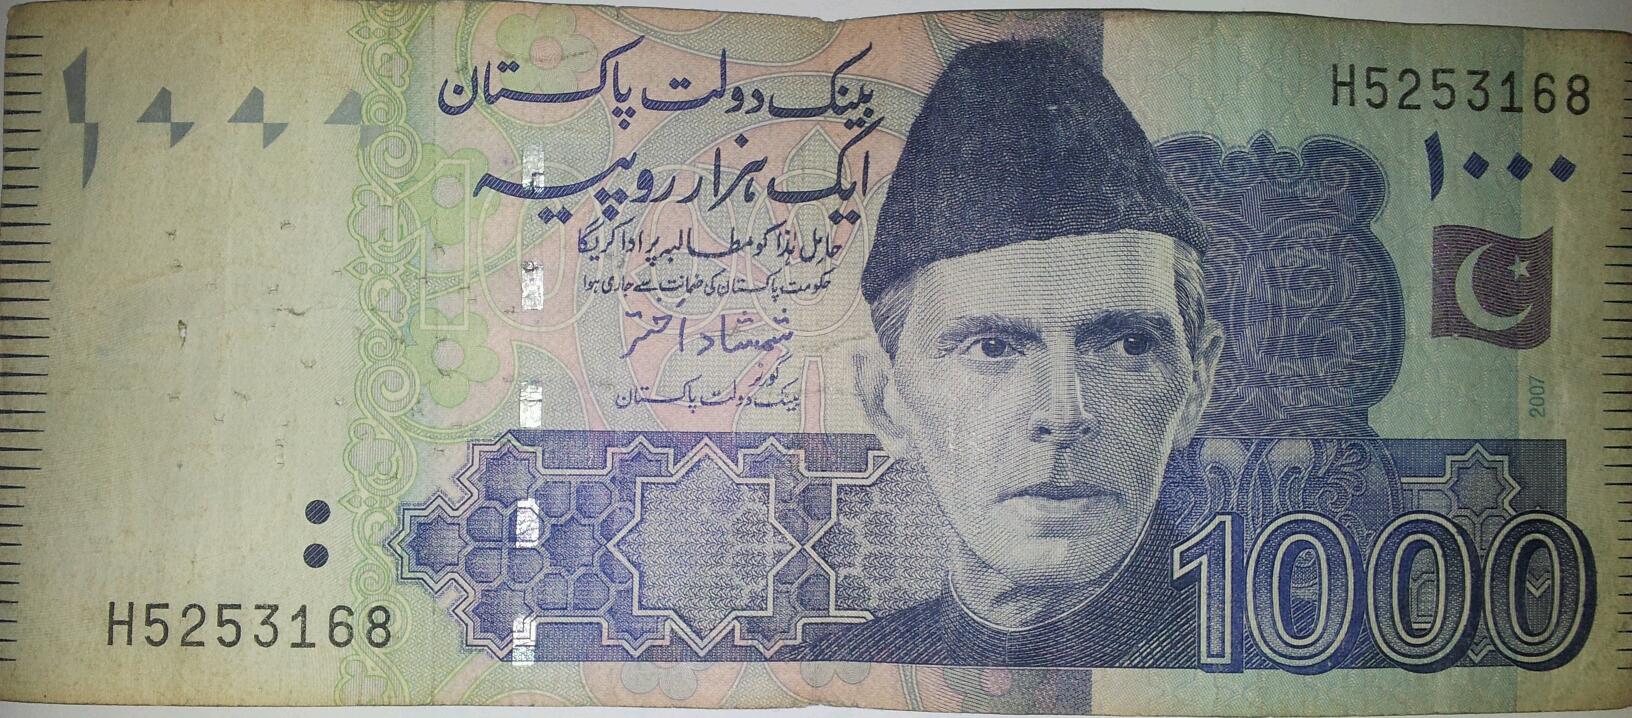 ۱۰۰۰
بینک دولت پاکستان
ایک ہزار روپیہ
حامل ہٰذا کو مطالبہ پر ادا کریگا
حکومت پاکستان کی ضمانت سے جاری ہوا
شمشاد اختر
گورنر
بینک دولت پاکستان
H5253168
۱۰۰۰
2007
1000
H5253168